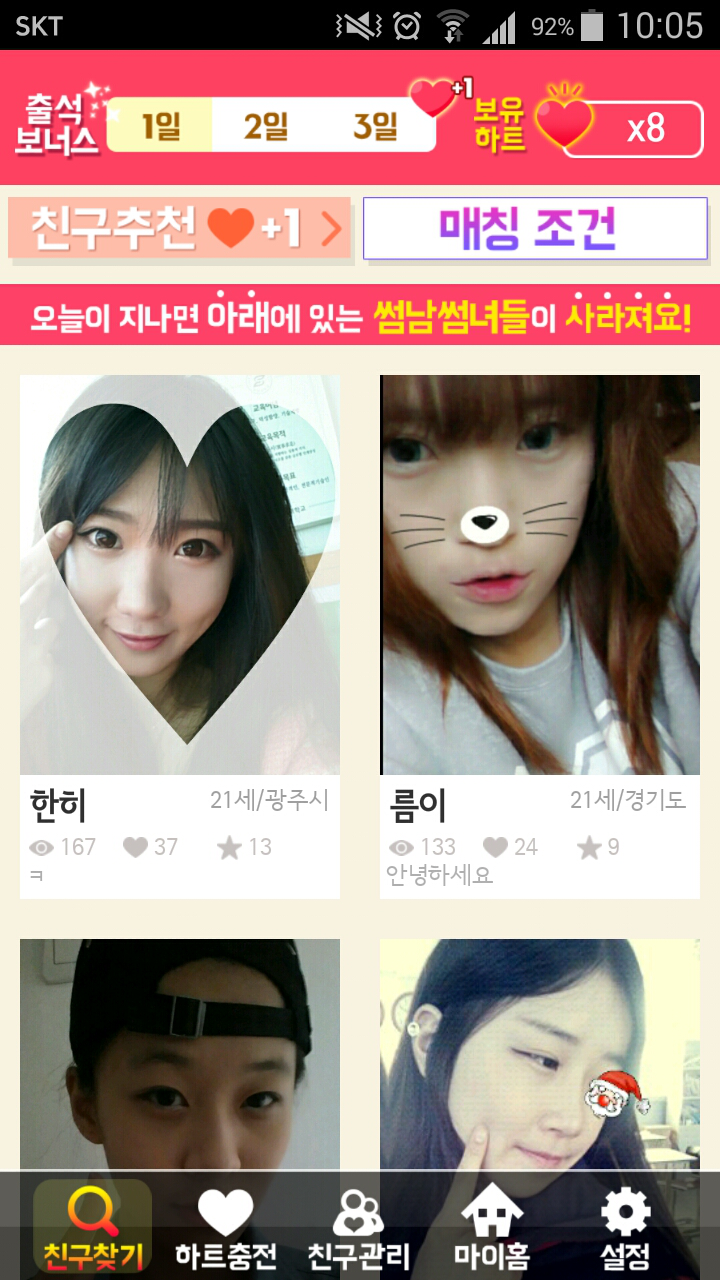 SKT 92% 10:05
출석 보너스 1일 2일 3일 +1 보유 하트 x8
친구추천 +1 매칭 조건
오늘이 지나면 아래에 있는 썸남썸녀들이 사라져요!
교육목적
한히 21세/광주시
167 37 13
ㅋ
름이 21세/경기도
133 24 9
안녕하세요
친구찾기 하트충전 친구관리 마이홈 설정